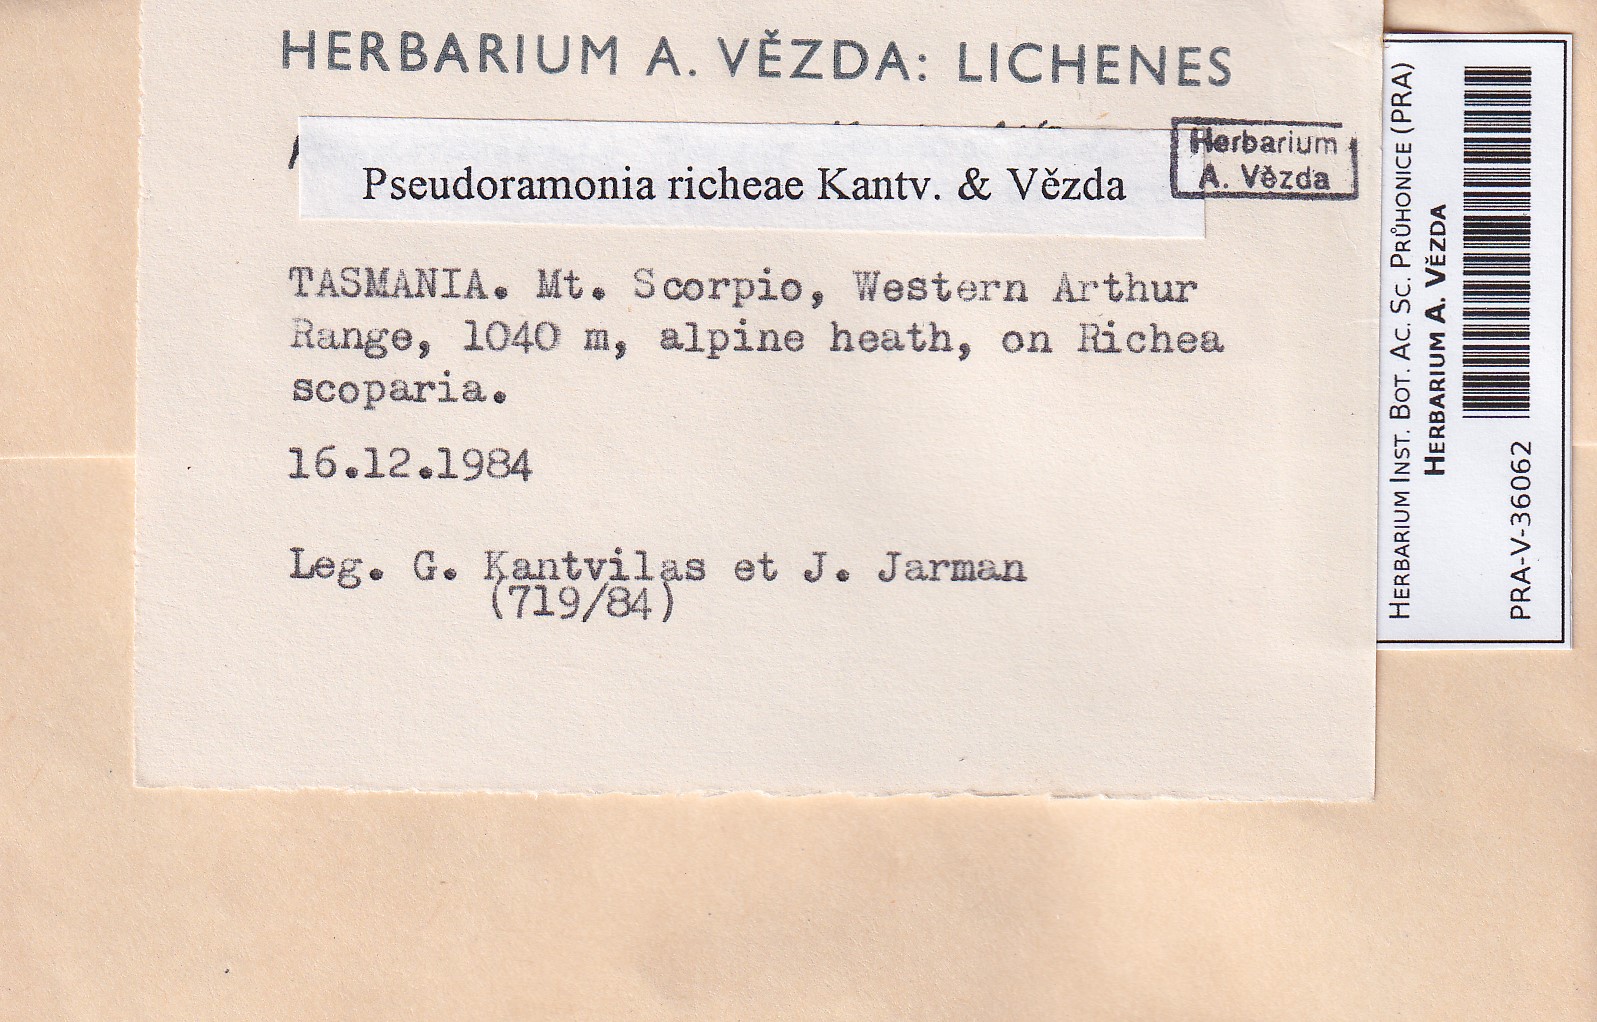 HERBARIUM A. VĚZDA: LICHENES
Herbarium
A. Vězda
Pseudoramonia richeae Kantv. & Vězda
TASMANIA. Mt. Scorpio, Western Arthur
Range, 1040 m, alpine heath, on Richea
scoparia.
16.12.1984
Leg. G. Kantvilas et J. Jarman
(719/84)
HERBARIUM INST. BOT. AC. SC. PRŮHONICE (PRA)
HERBARIUM A. VĚZDA
PRA-V-36062